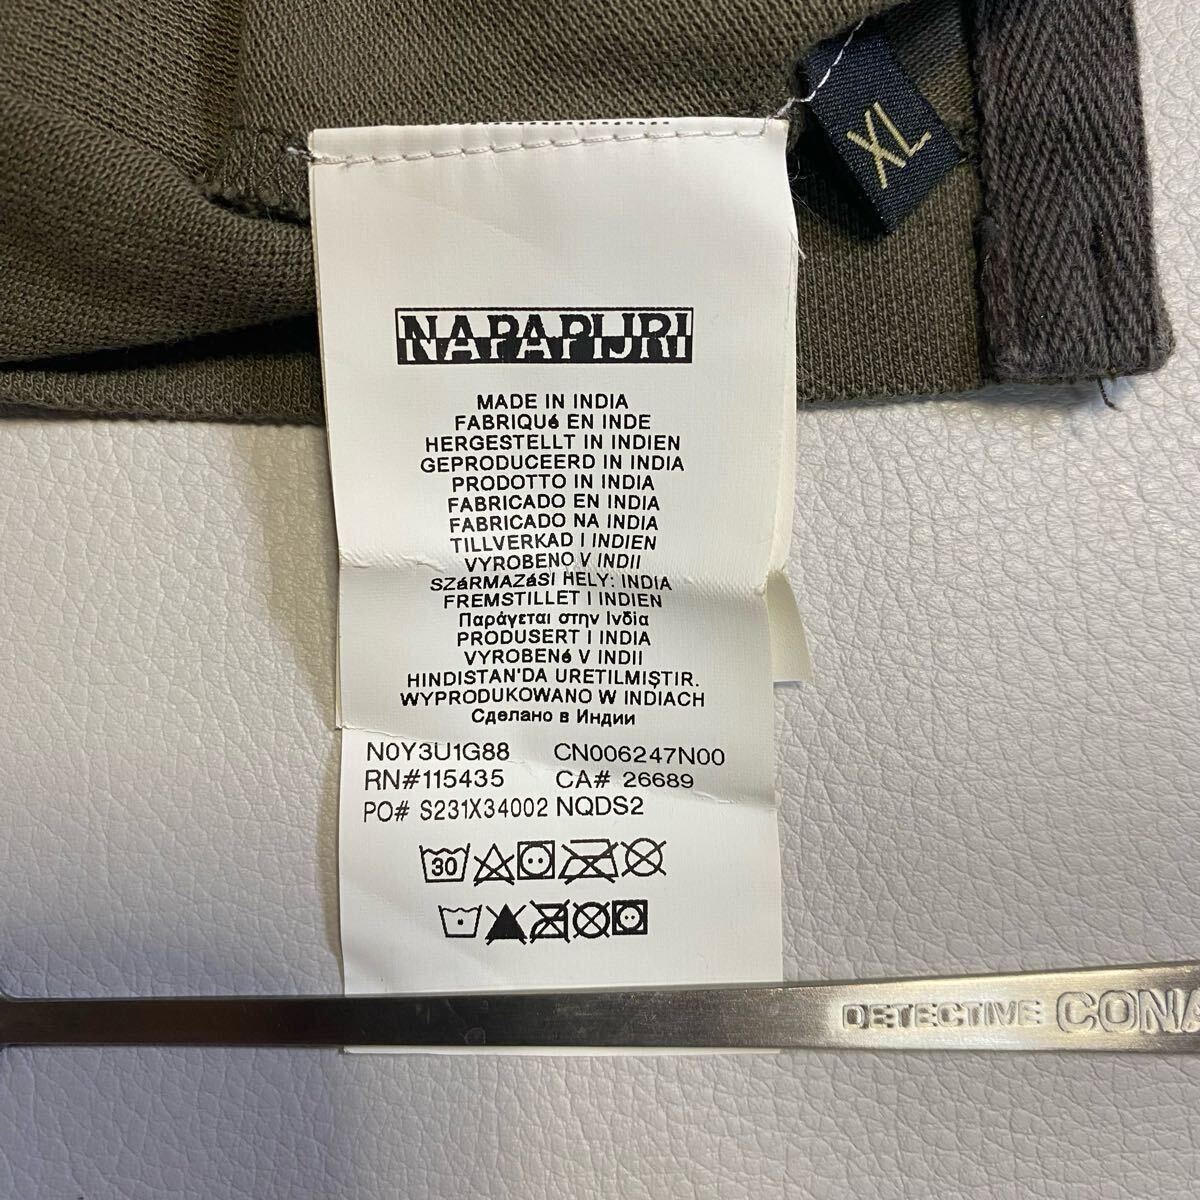 XL
NAPAPIJRI
MADE IN INDIA
FABRIQUé EN INDE
HERGESTELLT IN INDIEN
GEPRODUCEERD IN INDIA
PRODOTTO IN INDIA
FABRICADO EN INDIA
FABRICADO NA INDIA
TILLVERKAD I INDIEN
VYROBENO V INDII
SZáRMAZáSI HELY: INDIA
FREMSTILLET I INDIEN
Παράγεται στην Ινδία
PRODUSERT I INDIA
VYROBENé V INDII
HINDISTAN'DA URETILMIŞTIR.
WYPRODUKOWANO W INDIACH
Сделано в Индии
N0Y3U1G88 CN006247N00
RN#115435 CA# 26689
PO# S231X34002 NQDS2
30
DETECTIVE CONA